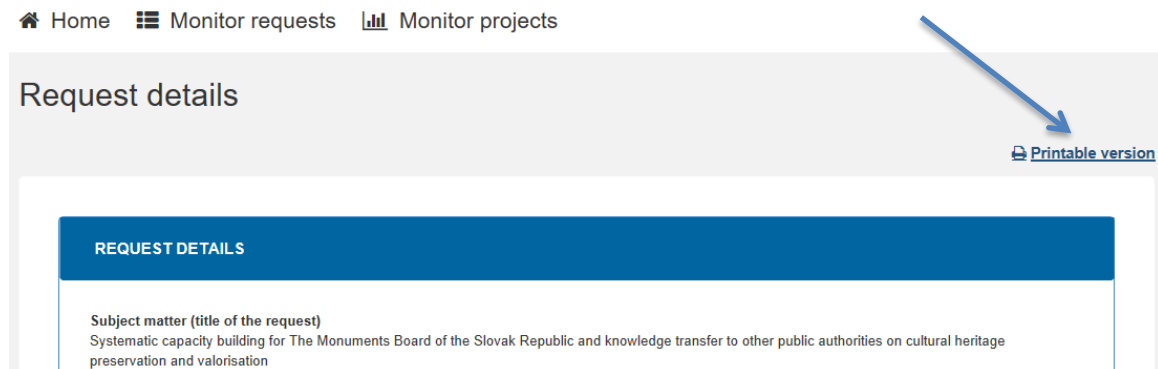 Home Monitor requests Monitor projects
Request details
Printable version
REQUEST DETAILS
Subject matter (title of the request)
Systematic capacity building for The Monuments Board of the Slovak Republic and knowledge transfer to other public authorities on cultural heritage
preservation and valorisation